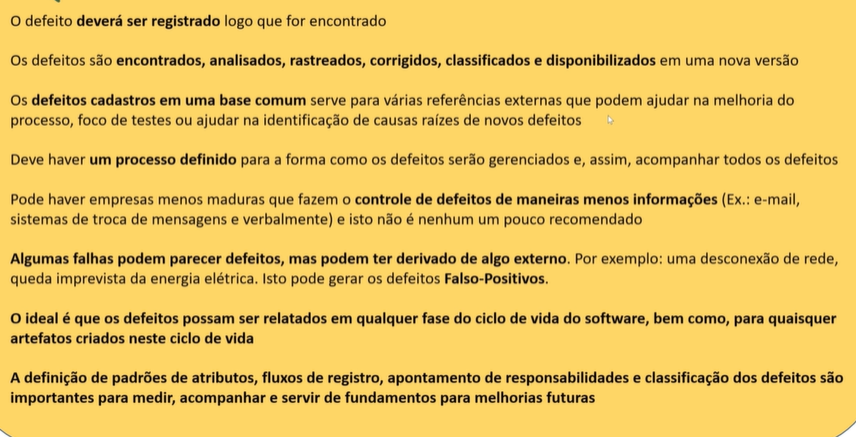 O defeito deverá ser registrado logo que for encontrado
Os defeitos são encontrados, analisados, rastreados, corrigidos, classificados e disponibilizados em uma nova versão
Os defeitos cadastros em uma base comum serve para várias referências externas que podem ajudar na melhoria do
processo, foco de testes ou ajudar na identificação de causas raízes de novos defeitos
Deve haver um processo definido para a forma como os defeitos serão gerenciados e, assim, acompanhar todos os defeitos
Pode haver empresas menos maduras que fazem o controle de defeitos de maneiras menos informações (Ex.: e-mail,
sistemas de troca de mensagens e verbalmente) e isto não é nenhum um pouco recomendado
Algumas falhas podem parecer defeitos, mas podem ter derivado de algo externo. Por exemplo: uma desconexão de rede,
queda imprevista da energia elétrica. Isto pode gerar os defeitos Falso-Positivos.
O ideal é que os defeitos possam ser relatados em qualquer fase do ciclo de vida do software, bem como, para quaisquer
artefatos criados neste ciclo de vida
A definição de padrões de atributos, fluxos de registro, apontamento de responsabilidades e classificação dos defeitos são
importantes para medir, acompanhar e servir de fundamentos para melhorias futuras